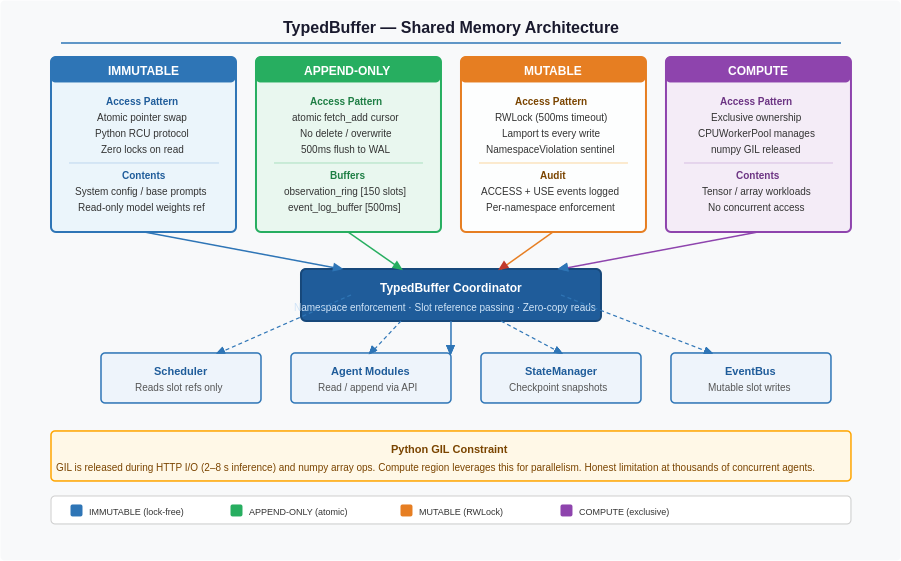 TypedBuffer — Shared Memory Architecture
IMMUTABLE
Access Pattern
Atomic pointer swap
Python RCU protocol
Zero locks on read
Contents
System config / base prompts
Read-only model weights ref
APPEND-ONLY
Access Pattern
atomic fetch_add cursor
No delete / overwrite
500ms flush to WAL
Buffers
observation_ring [150 slots]
event_log_buffer [500ms]
MUTABLE
Access Pattern
RWLock (500ms timeout)
Lamport ts every write
NamespaceViolation sentinel
Audit
ACCESS + USE events logged
Per-namespace enforcement
COMPUTE
Access Pattern
Exclusive ownership
CPUWorkerPool manages
numpy GIL released
Contents
Tensor / array workloads
No concurrent access
TypedBuffer Coordinator
Namespace enforcement · Slot reference passing · Zero-copy reads
Scheduler
Reads slot refs only
Agent Modules
Read / append via API
StateManager
Checkpoint snapshots
EventBus
Mutable slot writes
Python GIL Constraint
GIL is released during HTTP I/O (2–8 s inference) and numpy array ops. Compute region leverages this for parallelism. Honest limitation at thousands of concurrent agents.
IMMUTABLE (lock-free)
APPEND-ONLY (atomic)
MUTABLE (RWLock)
COMPUTE (exclusive)